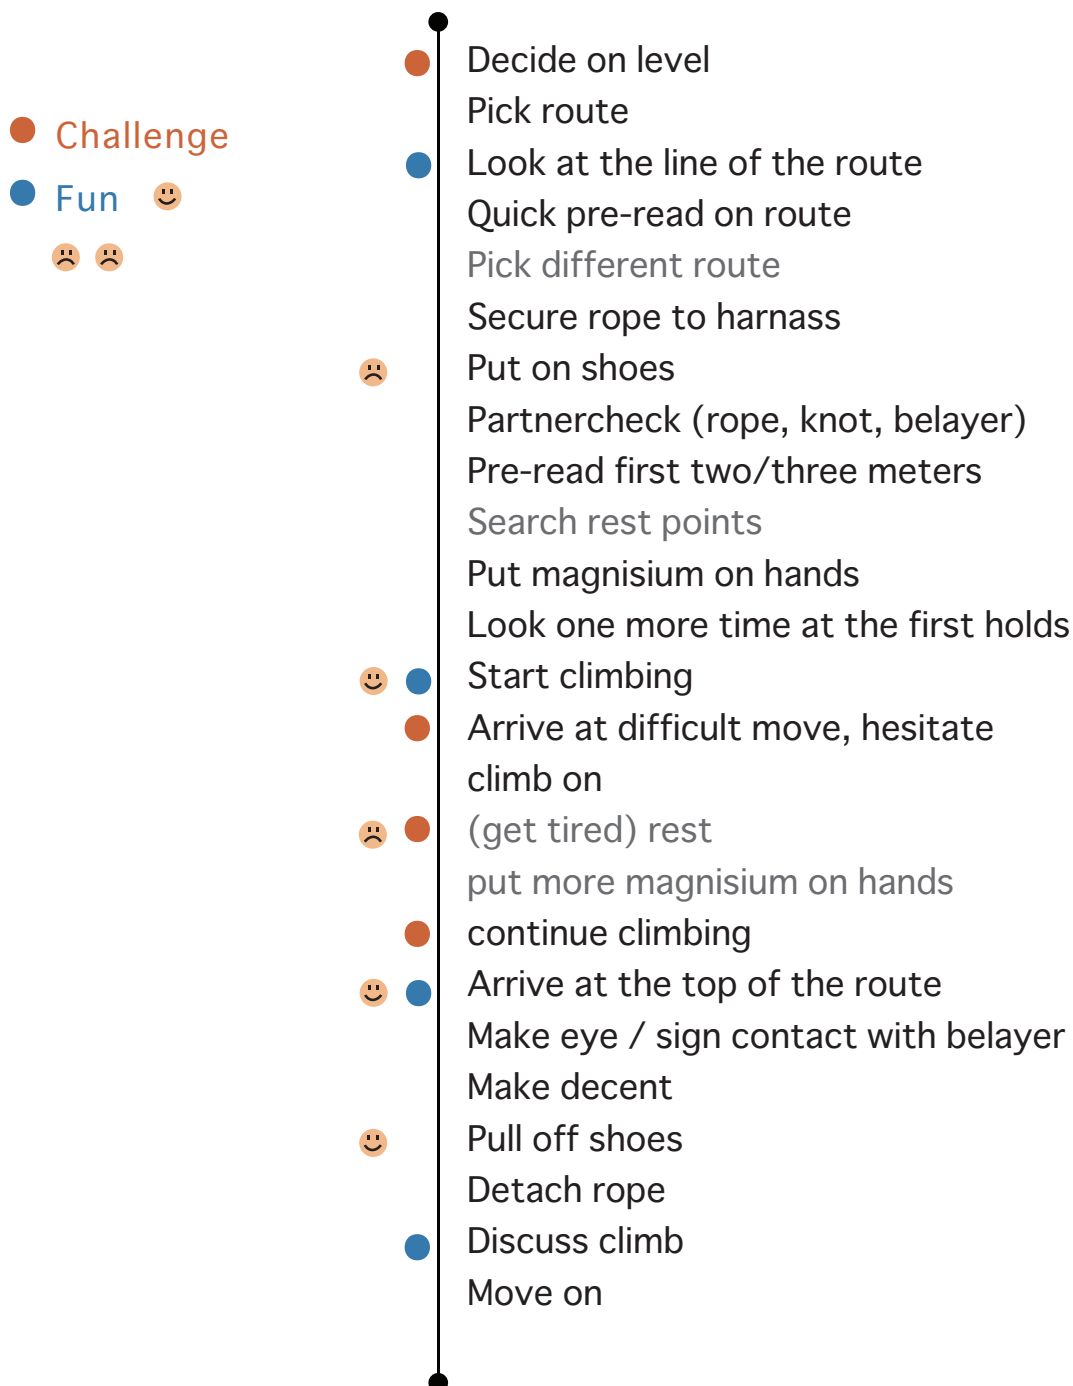 Challenge
Fun
Decide on level
Pick route
Look at the line of the route
Quick pre-read on route
Pick different route
Secure rope to harnass
Put on shoes
Partnercheck (rope, knot, belayer)
Pre-read first two/three meters
Search rest points
Put magnisium on hands
Look one more time at the first holds
Start climbing
Arrive at difficult move, hesitate
climb on
(get tired) rest
put more magnisium on hands
continue climbing
Arrive at the top of the route
Make eye / sign contact with belayer
Make decent
Pull off shoes
Detach rope
Discuss climb
Move on